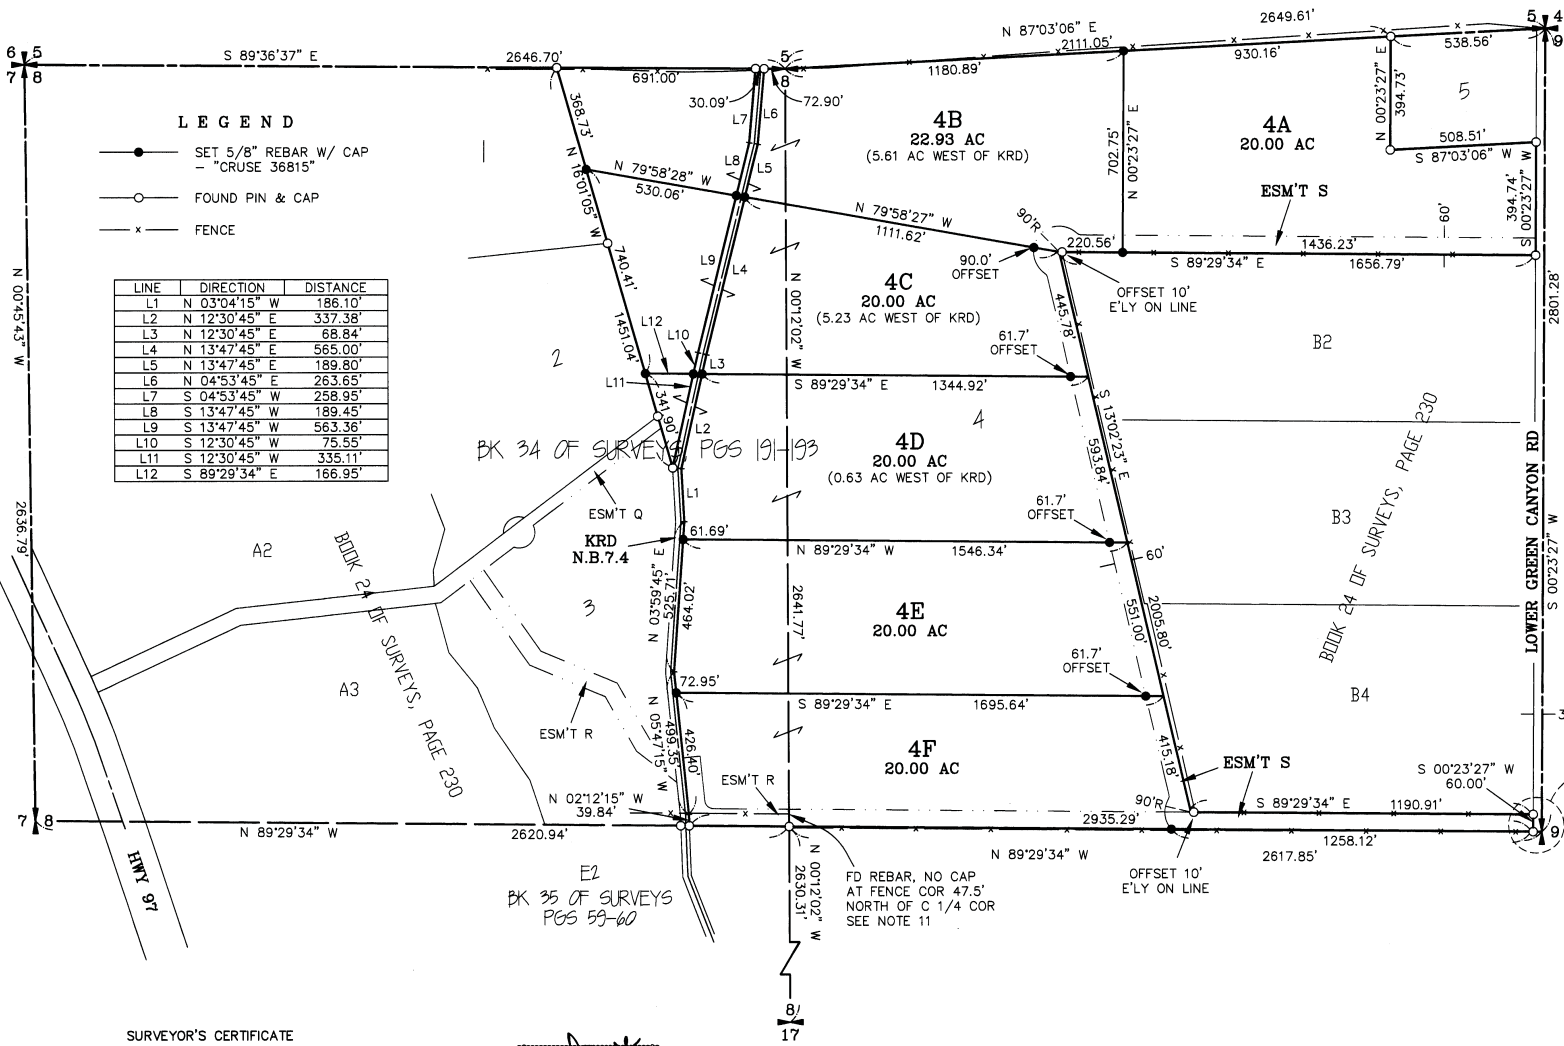 6 5
7 8
S 89°36'37" E
2646.70'
691.00'
30.09'
72.90'
5
8
N 87°03'06" E
2649.61'
2111.05'
1180.89'
930.16'
538.56'
5 4
9
LEGEND
SET 5/8" REBAR W/ CAP
- "CRUSE 36815"
FOUND PIN & CAP
x FENCE
LINE DIRECTION DISTANCE
L1 N 03°04'15" W 186.10'
L2 N 12°30'45" E 337.38'
L3 N 12°30'45" E 68.84'
L4 N 13°47'45" E 565.00'
L5 N 13°47'45" E 189.80'
L6 N 04°53'45" E 263.65'
L7 S 04°53'45" W 258.95'
L8 S 13°47'45" W 189.45'
L9 S 13°47'45" W 563.36'
L10 S 12°30'45" W 75.55'
L11 S 12°30'45" W 335.11'
L12 S 89°29'34" E 166.95'
N 00°45'43" W
2636.79'
368.73'
N 16°01'05" W
740.41'
1451.04'
341.90'
1
2
3
4
5
N 79°58'28" W
530.06'
L7
L6
L8
L5
L9
L4
L12
L10
L3
L11
L2
L1
4B
22.93 AC
(5.61 AC WEST OF KRD)
702.75'
N 00°23'27" E
4A
20.00 AC
N 00°23'27" E
394.73'
508.51'
S 87°03'06" W
394.74'
S 00°23'27" W
ESM'T S
60'
N 79°58'27" W
1111.62'
90'R
220.56'
1436.23'
S 89°29'34" E
1656.79'
90.0'
OFFSET
OFFSET 10'
E'LY ON LINE
4C
20.00 AC
(5.23 AC WEST OF KRD)
N 00°12'02" W
445.78'
61.7'
OFFSET
S 89°29'34" E
1344.92'
B2
2801.28'
S 13°02'23" E
593.84'
BK 34 OF SURVEYS PGS 191-193
4D
20.00 AC
(0.63 AC WEST OF KRD)
61.7'
OFFSET
BOOK 24 OF SURVEYS, PAGE 230
LOWER GREEN CANYON RD
S 00°23'27" W
B3
ESM'T Q
A2
KRD
N.B.7.4
61.69'
N 89°29'34" W
1546.34'
60'
BOOK 24 OF SURVEYS, PAGE 230
N 03°59'45" E
525.71'
464.02'
2641.77'
4E
20.00 AC
2005.80'
551.00'
61.7'
OFFSET
A3
72.95'
S 89°29'34" E
1695.64'
B4
ESM'T R
N 05°47'15" W
499.35'
426.40'
4F
20.00 AC
415.18'
ESM'T S
S 00°23'27" W
60.00'
ESM'T R
N 02°12'15" W
39.84'
90'R
S 89°29'34" E
1190.91'
7 8
N 89°29'34" W
2620.94'
2935.29'
N 89°29'34" W
1258.12'
2617.85'
9
HWY 97
E2
BK 35 OF SURVEYS
PGS 59-60
N 00°12'02" W
2630.31'
FD REBAR, NO CAP
AT FENCE COR 47.5'
NORTH OF C 1/4 COR
SEE NOTE 11
OFFSET 10'
E'LY ON LINE
8
17
SURVEYOR'S CERTIFICATE